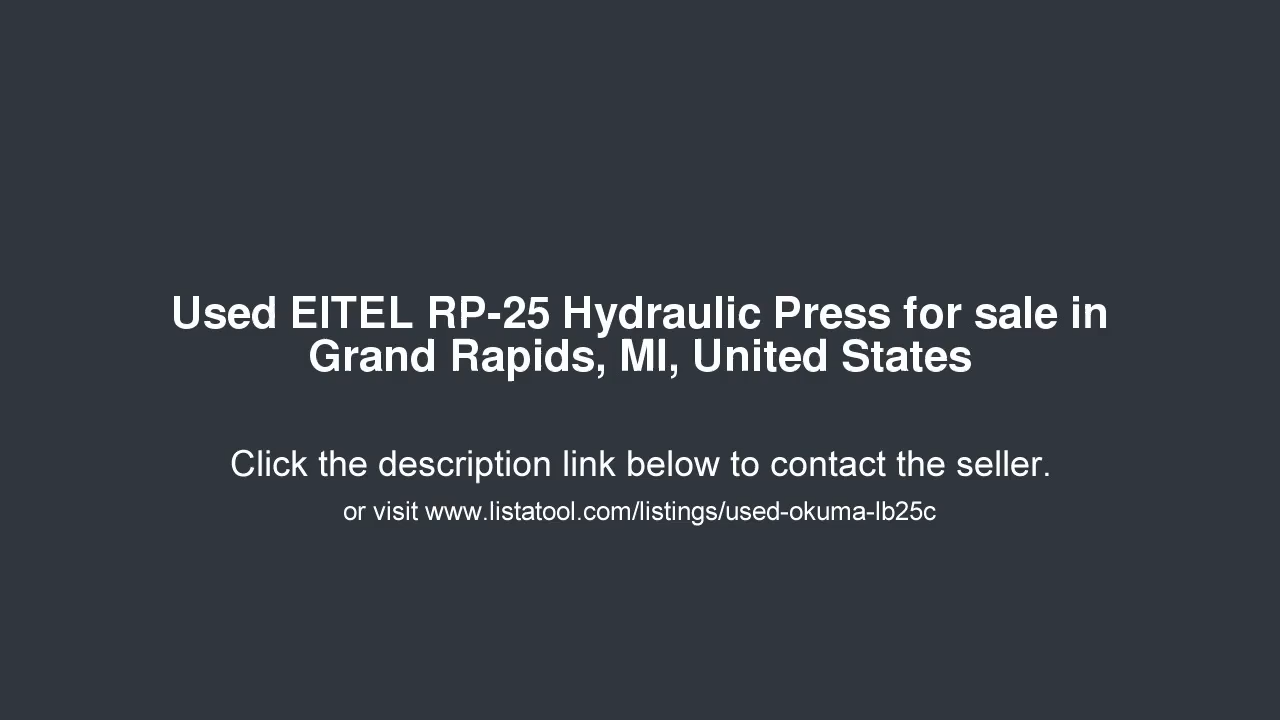 Used EITEL RP-25 Hydraulic Press for sale in
Grand Rapids, MI, United States
Click the description link below to contact the seller.
or visit www.listatool.com/listings/used-okuma-lb25c